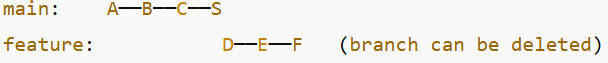 main:    A──B──C──S
feature:          D──E──F   (branch can be deleted)